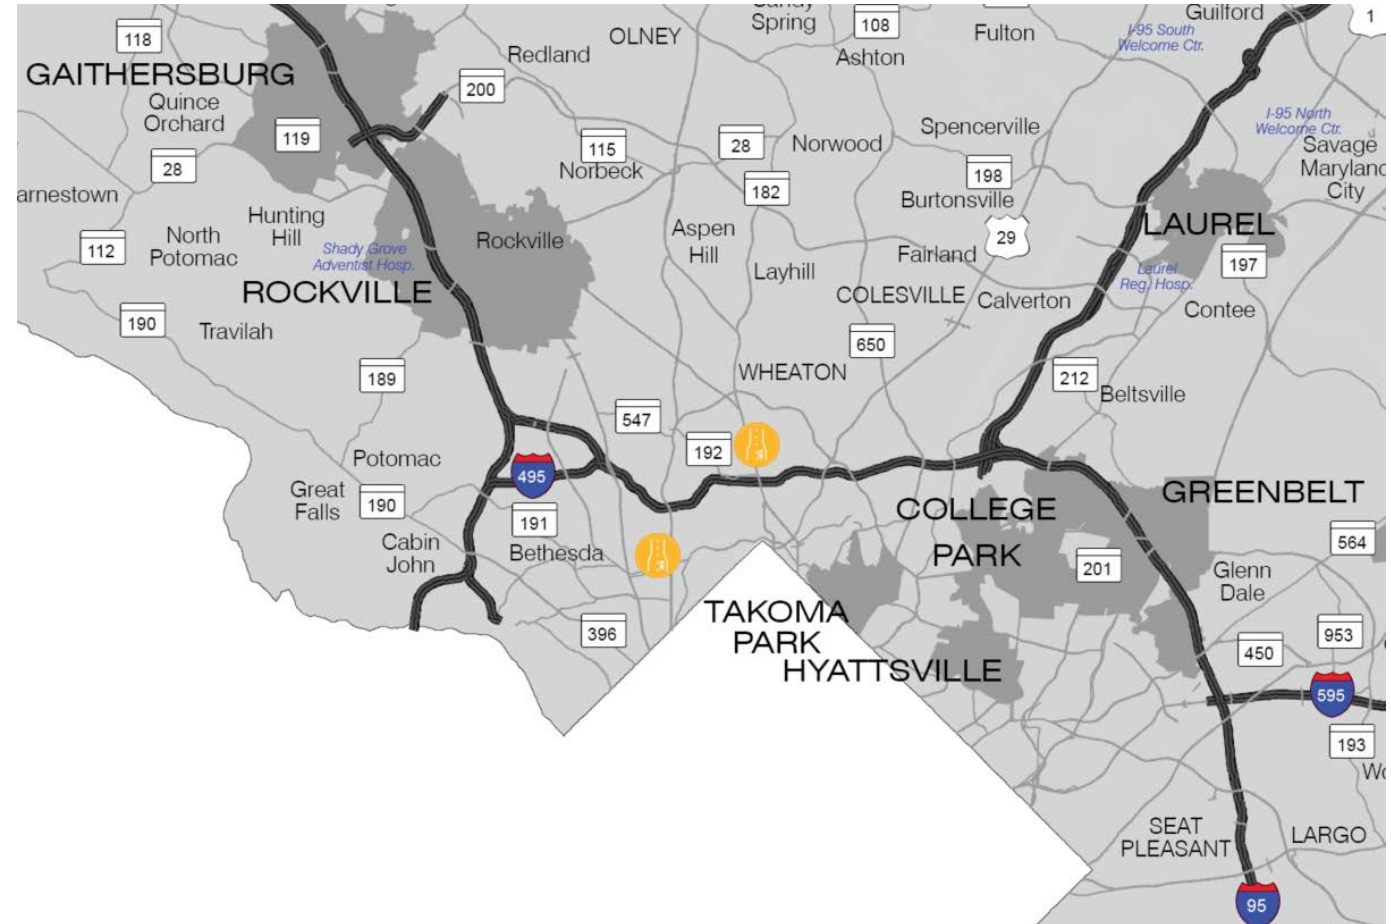 Sandy
Spring
Guilford
1
118
108
OLNEY
Fulton
I-95 South
Welcome Ctr.
Redland
Ashton
GAITHERSBURG
200
Quince
Orchard
119
I-95 North
Welcome Ctr.
Spencerville
115
28
Norwood
Savage
Maryland
City
28
Norbeck
198
182
arnestown
Burtonsville
Hunting
Hill
LAUREL
112
North
Potomac
Shady Grove
Adventist Hosp.
Rockville
Aspen
Hill
29
Fairland
197
Layhill
Laurel
Reg. Hosp.
ROCKVILLE
COLESVILLE
Calverton
190
Travilah
Contee
650
189
WHEATON
212
Beltsville
547
192
Potomac
495
Great
Falls
190
191
COLLEGE
PARK
GREENBELT
Cabin
John
Bethesda
564
201
Glenn
Dale
TAKOMA
PARK
396
953
450
HYATTSVILLE
595
193
SEAT
PLEASANT
LARGO
95